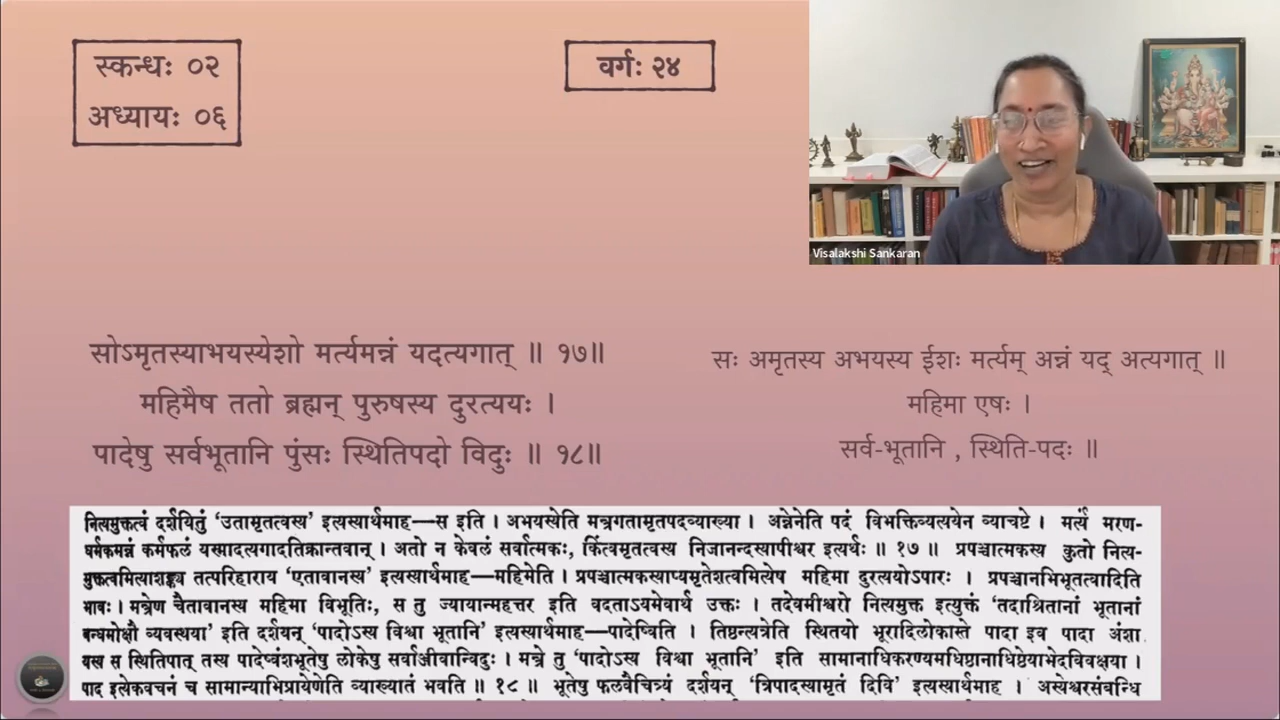 स्कन्धः ०२
अध्यायः ०६
वर्गः २४
Visalakshi Sankaran
सोऽमृतस्याभयस्येशो मर्त्यमन्नं यदत्यगात् ॥ १७॥
महिमैष ततो ब्रह्मन् पुरुषस्य दुरत्ययः ।
पादेषु सर्वभूतानि पुंसः स्थितिपदो विदुः ॥ १८॥
सः अमृतस्य अभयस्य ईशः मर्त्यम् अन्नं यद् अत्यगात् ॥
महिमा एषः ।
सर्व-भूतानि , स्थिति-पदः ॥
नित्यमुक्तत्वं दर्शयितुं ‘उतामृतत्वस्य’ इत्यस्यार्थमाह—स इति । अभयस्येति मन्त्रगतामृतपदव्याख्या । अन्नेनेति पदं विभक्तिव्यत्ययेन व्याचष्टे । मर्त्यं मरण-
धर्मकमन्नं कर्मफलं यस्मादत्यगादतिक्रान्तवान् । अतो न केवलं सर्वात्मकः, किंत्वमृतत्वस्य निजानन्दस्यापीश्वर इत्यर्थः ॥ १७ ॥ प्रपञ्चात्मकस्य कुतो नित्य-
मुक्तत्वमित्याशङ्क्य तत्परिहाराय ‘एतावानस्य’ इत्यस्यार्थमाह—महिमेति । प्रपञ्चात्मकस्याप्यमृतेशत्वमित्येष महिमा दुरत्ययोऽपारः । प्रपञ्चानभिभूतत्वादिति
भावः । मन्त्रेण चैतावानस्य महिमा विभूतिः, स तु ज्यायान्महत्तर इति वदताऽयमेवार्थ उक्तः । तदेवमीश्वरो नित्यमुक्त इत्युक्तं ‘तदाश्रितानां भूतानां
बन्धमोक्षौ व्यवस्थया’ इति दर्शयन् ‘पादोऽस्य विश्वा भूतानि’ इत्यस्यार्थमाह—पादेष्विति । तिष्ठन्त्यत्रेति स्थितयो भूरादिलोकास्ते पादा इव पादा अंशा
यस्य स स्थितिपात् तस्य पादेष्वंशभूतेषु लोकेषु सर्वाञ्जीवान्विदुः । मन्त्रे तु ‘पादोऽस्य विश्वा भूतानि’ इति सामानाधिकरण्यमधिष्ठानाधिष्ठेयाभेदविवक्षया ।
पाद इत्येकवचनं च सामान्याभिप्रायेणेति व्याख्यातं भवति ॥ १८ ॥ भूतेषु फलवैचित्र्यं दर्शयन् ‘त्रिपादस्यामृतं दिवि’ इत्यस्यार्थमाह । अस्येश्वरसंबन्धि